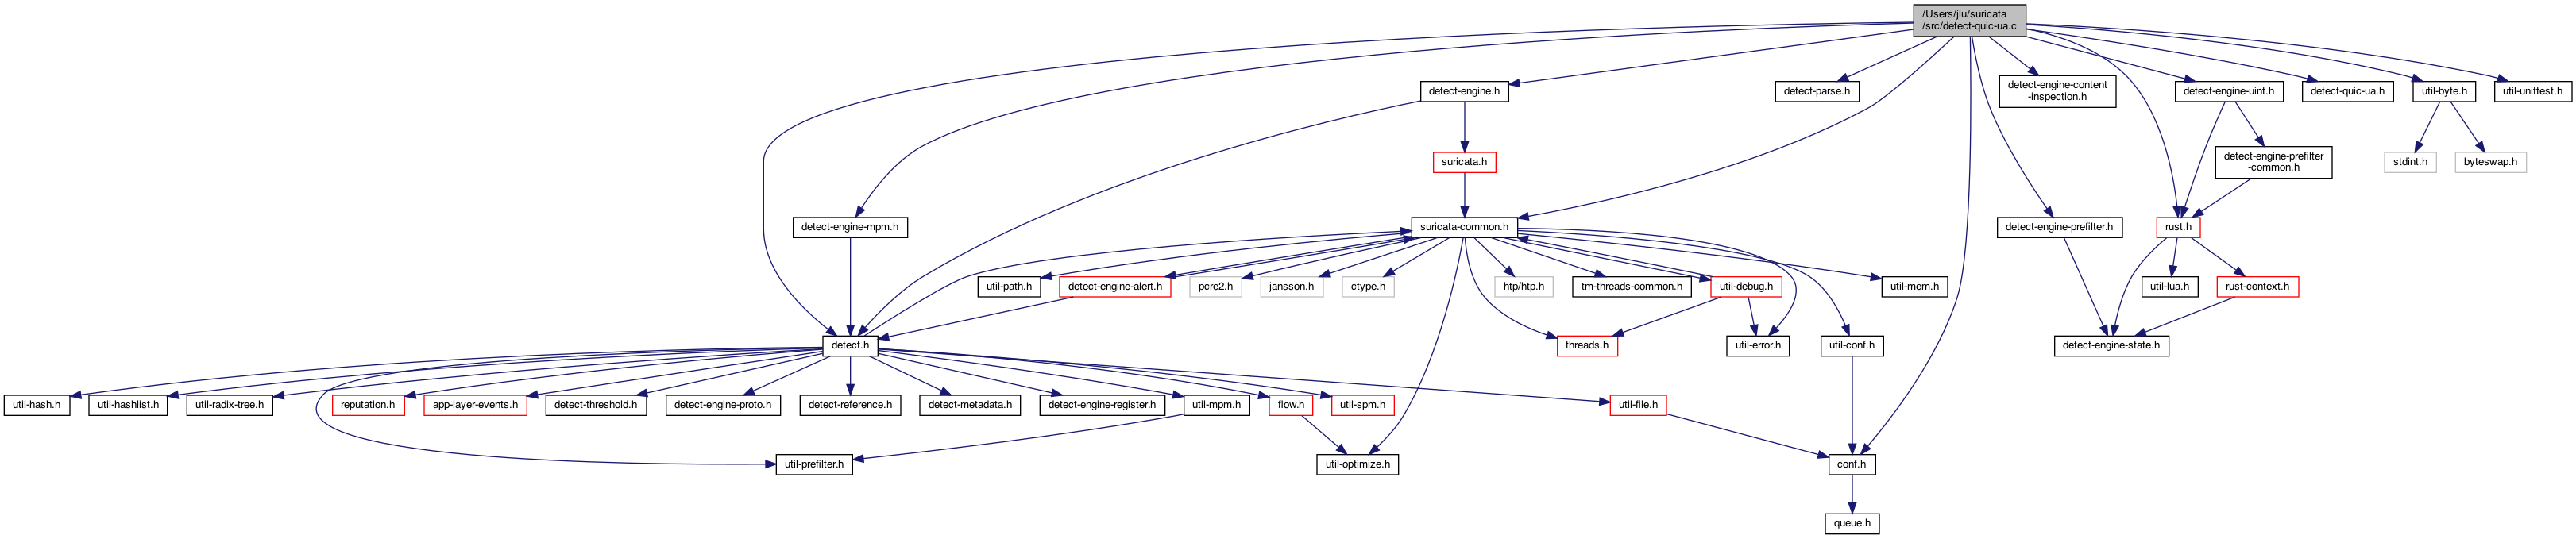 /Users/jlu/suricata
/src/detect-quic-ua.c
detect-engine.h
detect-parse.h
detect-engine-content
-inspection.h
detect-engine-uint.h
detect-quic-ua.h
util-byte.h
util-unittest.h
suricata.h
detect-engine-prefilter
-common.h
stdint.h
byteswap.h
detect-engine-mpm.h
suricata-common.h
detect-engine-prefilter.h
rust.h
util-path.h
detect-engine-alert.h
pcre2.h
jansson.h
ctype.h
htp/htp.h
tm-threads-common.h
util-debug.h
util-mem.h
util-lua.h
rust-context.h
detect.h
threads.h
util-error.h
util-conf.h
detect-engine-state.h
util-hash.h
util-hashlist.h
util-radix-tree.h
reputation.h
app-layer-events.h
detect-threshold.h
detect-engine-proto.h
detect-reference.h
detect-metadata.h
detect-engine-register.h
util-mpm.h
flow.h
util-spm.h
util-file.h
util-prefilter.h
util-optimize.h
conf.h
queue.h